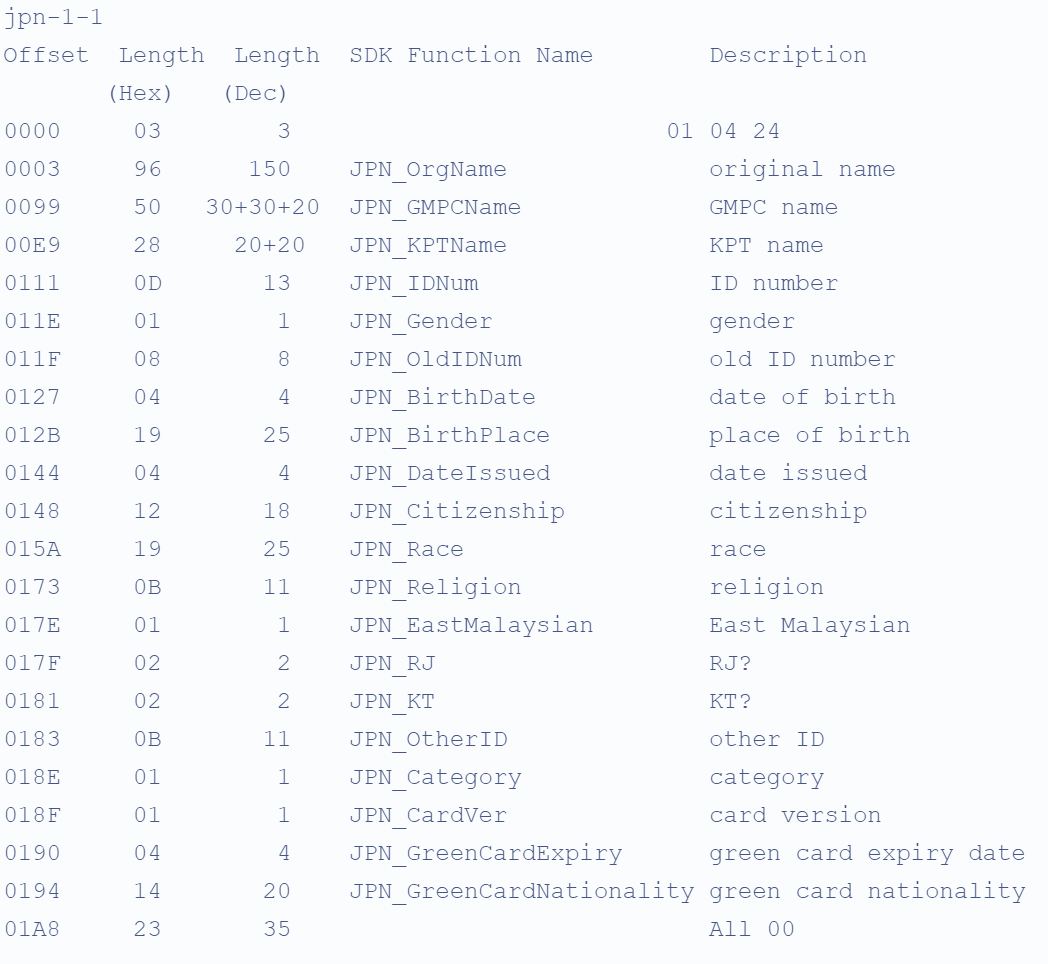 jpn-1-1
Offset  Length  Length  SDK Function Name        Description
       (Hex)   (Dec)
0000     03        3                          01 04 24
0003     96      150    JPN_OrgName              original name
0099     50   30+30+20  JPN_GMPCName             GMPC name
00E9     28     20+20   JPN_KPTName              KPT name
0111     0D       13    JPN_IDNum                ID number
011E     01        1    JPN_Gender               gender
011F     08        8    JPN_OldIDNum             old ID number
0127     04        4    JPN_BirthDate            date of birth
012B     19       25    JPN_BirthPlace           place of birth
0144     04        4    JPN_DateIssued           date issued
0148     12       18    JPN_Citizenship          citizenship
015A     19       25    JPN_Race                 race
0173     0B       11    JPN_Religion             religion
017E     01        1    JPN_EastMalaysian        East Malaysian
017F     02        2    JPN_RJ                   RJ?
0181     02        2    JPN_KT                   KT?
0183     0B       11    JPN_OtherID              other ID
018E     01        1    JPN_Category             category
018F     01        1    JPN_CardVer              card version
0190     04        4    JPN_GreenCardExpiry      green card expiry date
0194     14       20    JPN_GreenCardNationality green card nationality
01A8     23       35                             All 00